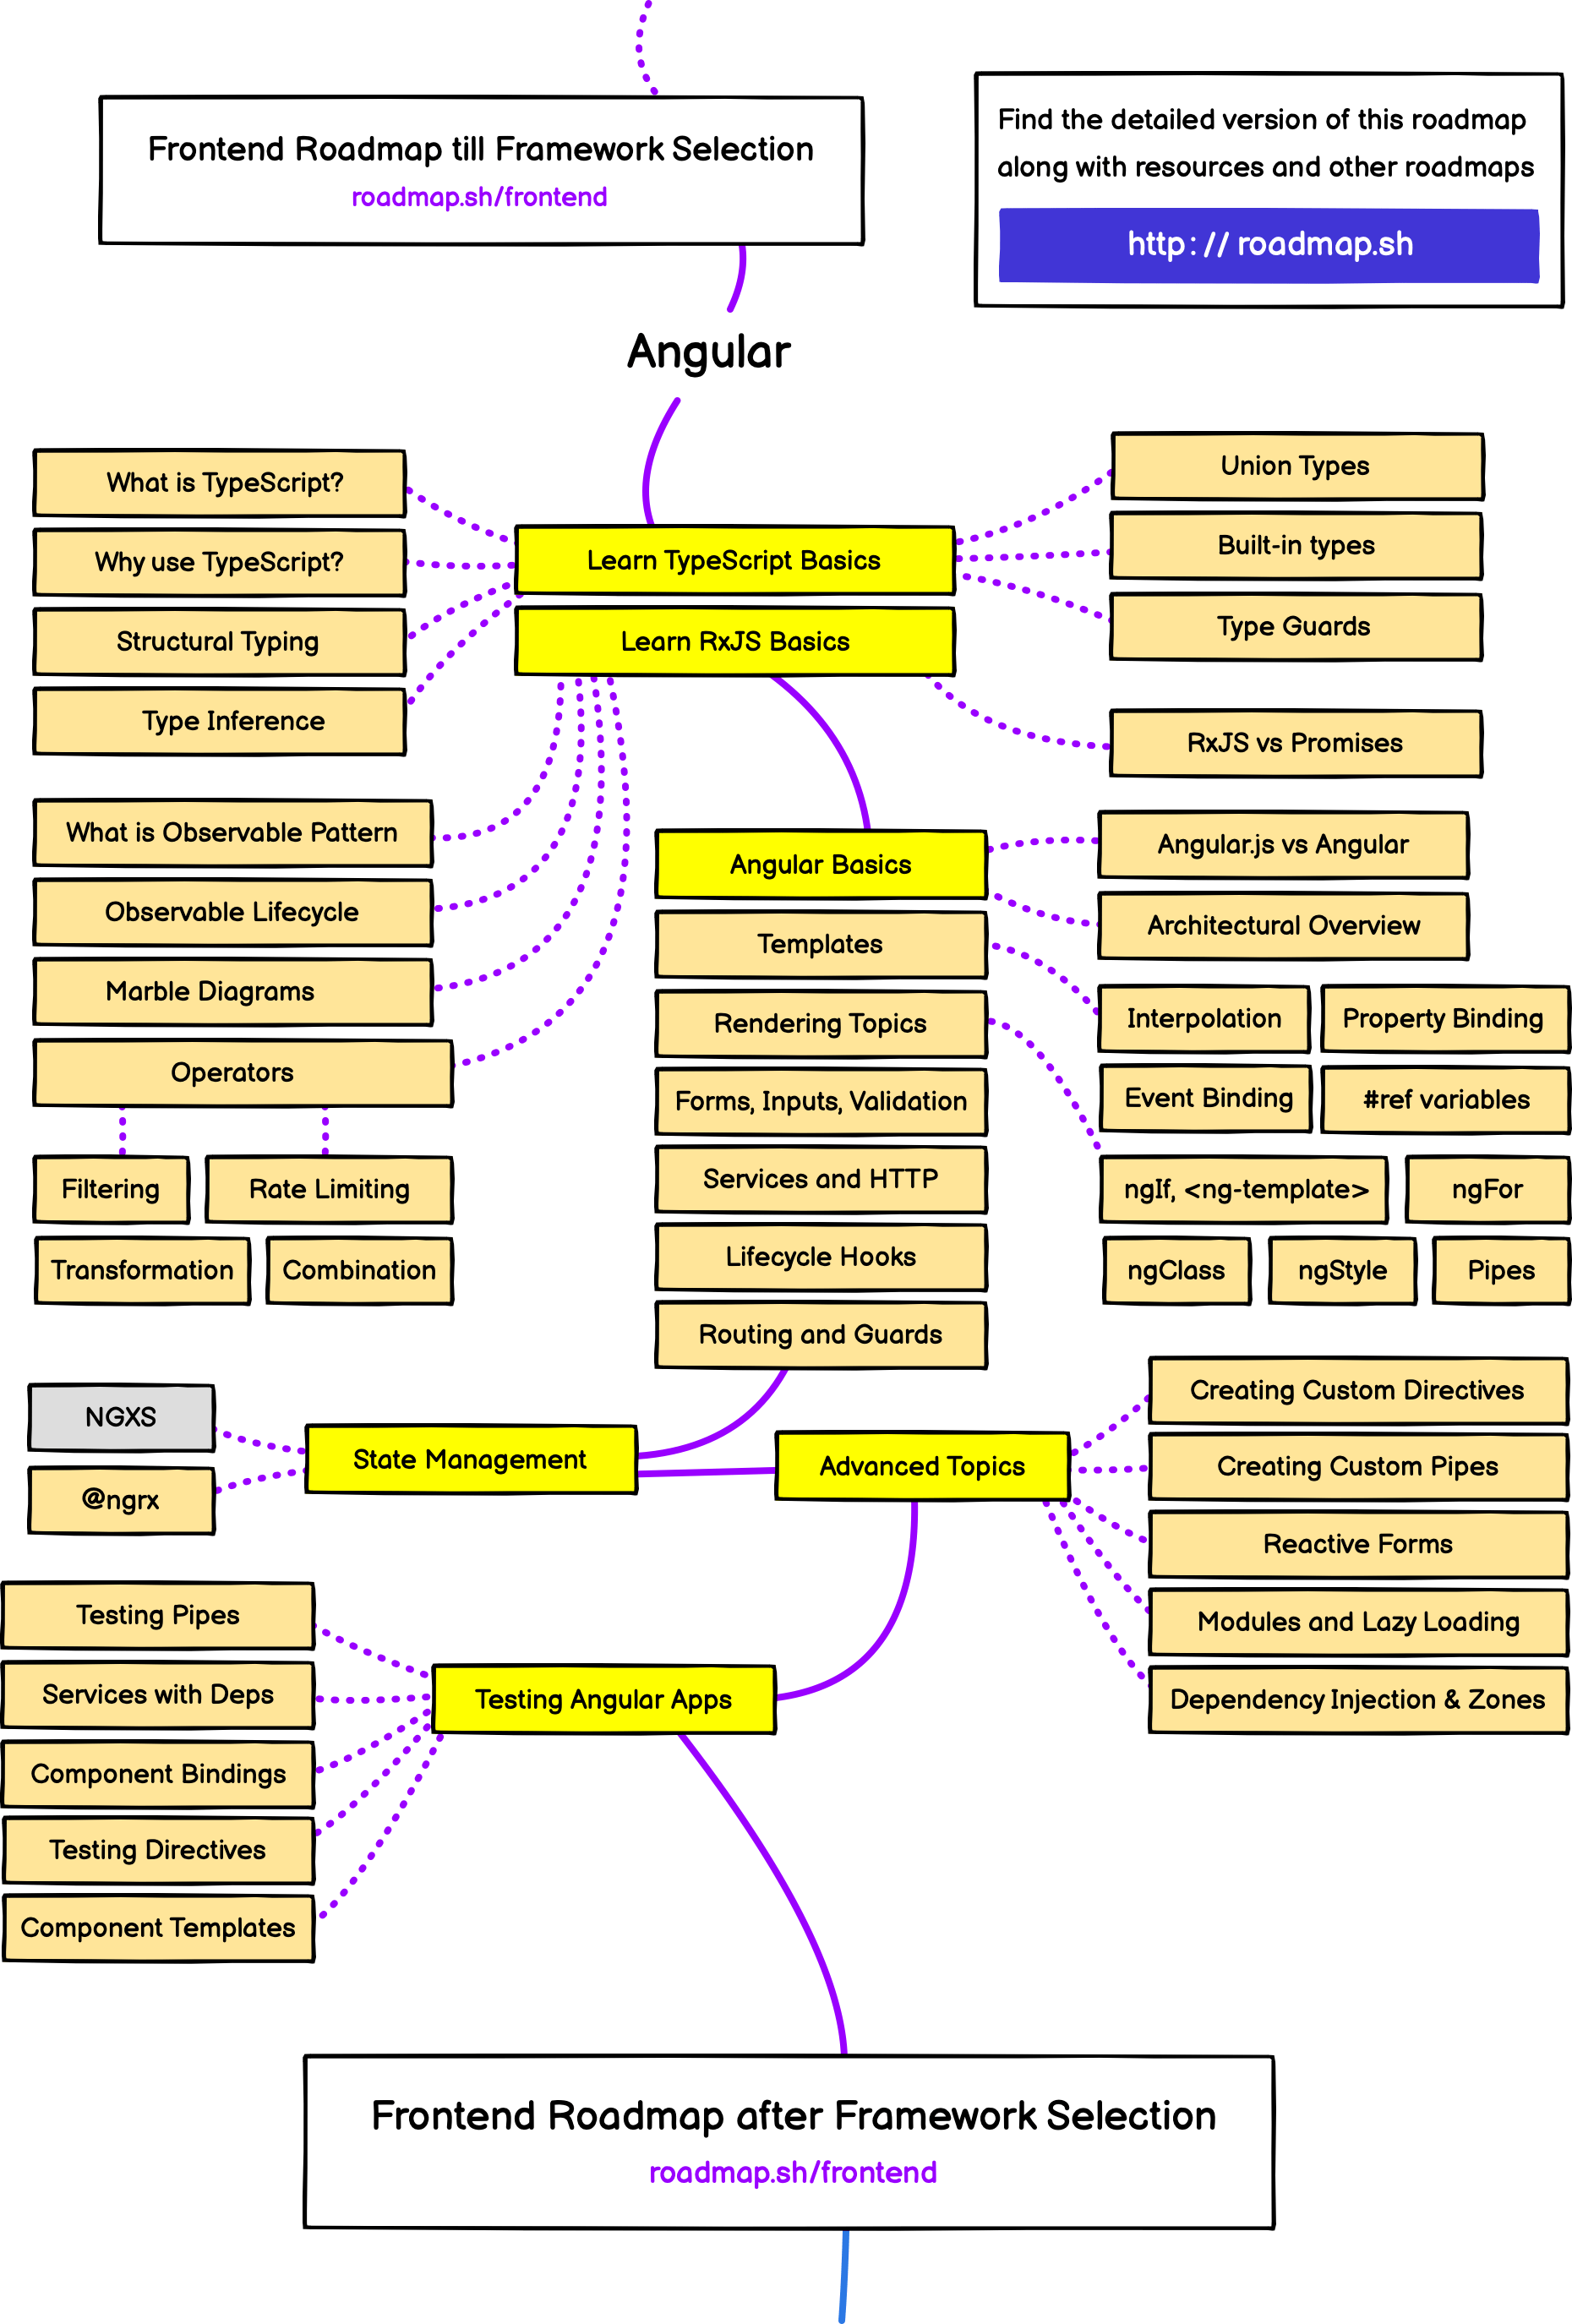 Frontend Roadmap till Framework Selection
roadmap.sh/frontend
Find the detailed version of this roadmap
along with resources and other roadmaps
http://roadmap.sh
Angular
What is TypeScript?
Why use TypeScript?
Structural Typing
Type Inference
Learn TypeScript Basics
Learn RxJS Basics
Union Types
Built-in types
Type Guards
RxJS vs Promises
What is Observable Pattern
Observable Lifecycle
Marble Diagrams
Operators
Filtering
Rate Limiting
Transformation
Combination
Angular Basics
Templates
Rendering Topics
Forms, Inputs, Validation
Services and HTTP
Lifecycle Hooks
Routing and Guards
Angular.js vs Angular
Architectural Overview
Interpolation
Property Binding
Event Binding
#ref variables
ngIf, <ng-template>
ngFor
ngClass
ngStyle
Pipes
NGXS
@ngrx
State Management
Advanced Topics
Creating Custom Directives
Creating Custom Pipes
Reactive Forms
Modules and Lazy Loading
Dependency Injection & Zones
Testing Pipes
Services with Deps
Component Bindings
Testing Directives
Component Templates
Testing Angular Apps
Frontend Roadmap after Framework Selection
roadmap.sh/frontend